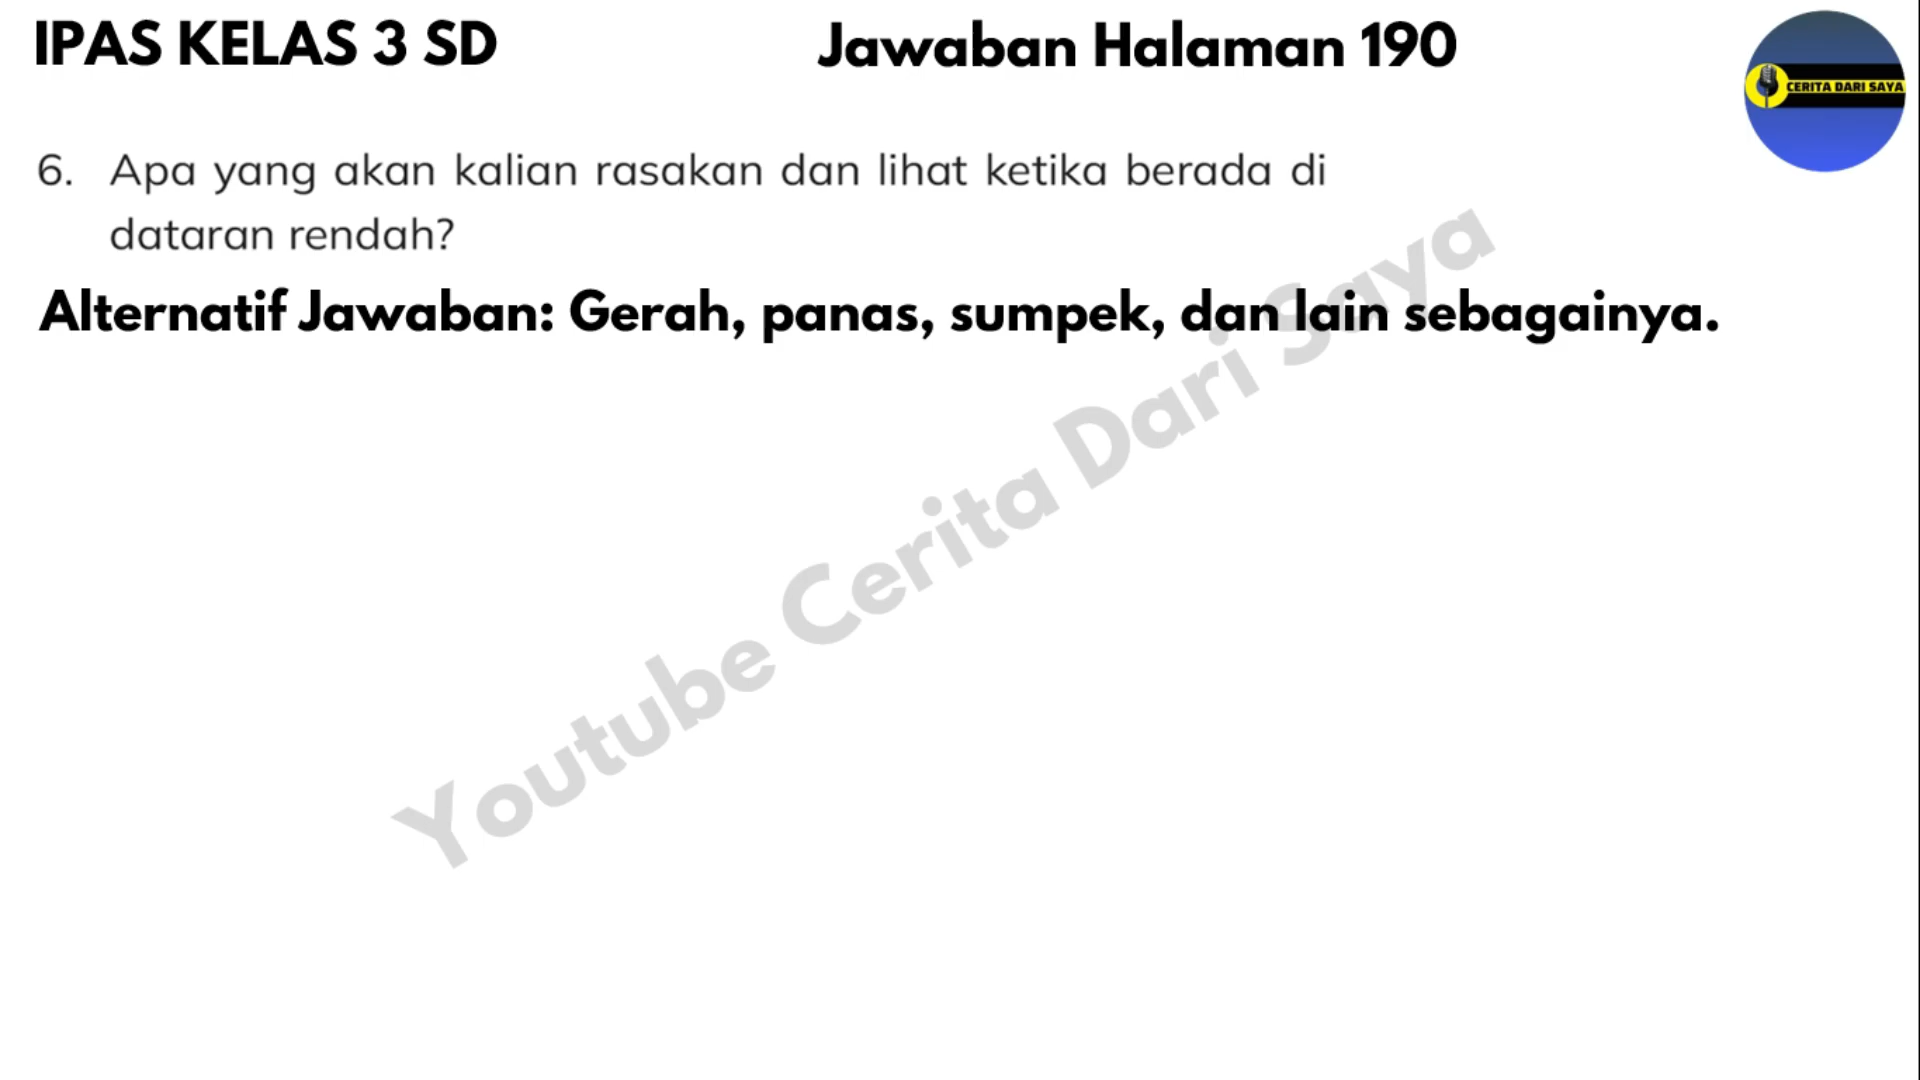 IPAS KELAS 3 SD
Jawaban Halaman 190
CERITA DARI SAYA
6. Apa yang akan kalian rasakan dan lihat ketika berada di
dataran rendah?
Alternatif Jawaban: Gerah, panas, sumpek, dan lain sebagainya.
Youtube Cerita Dari Saya